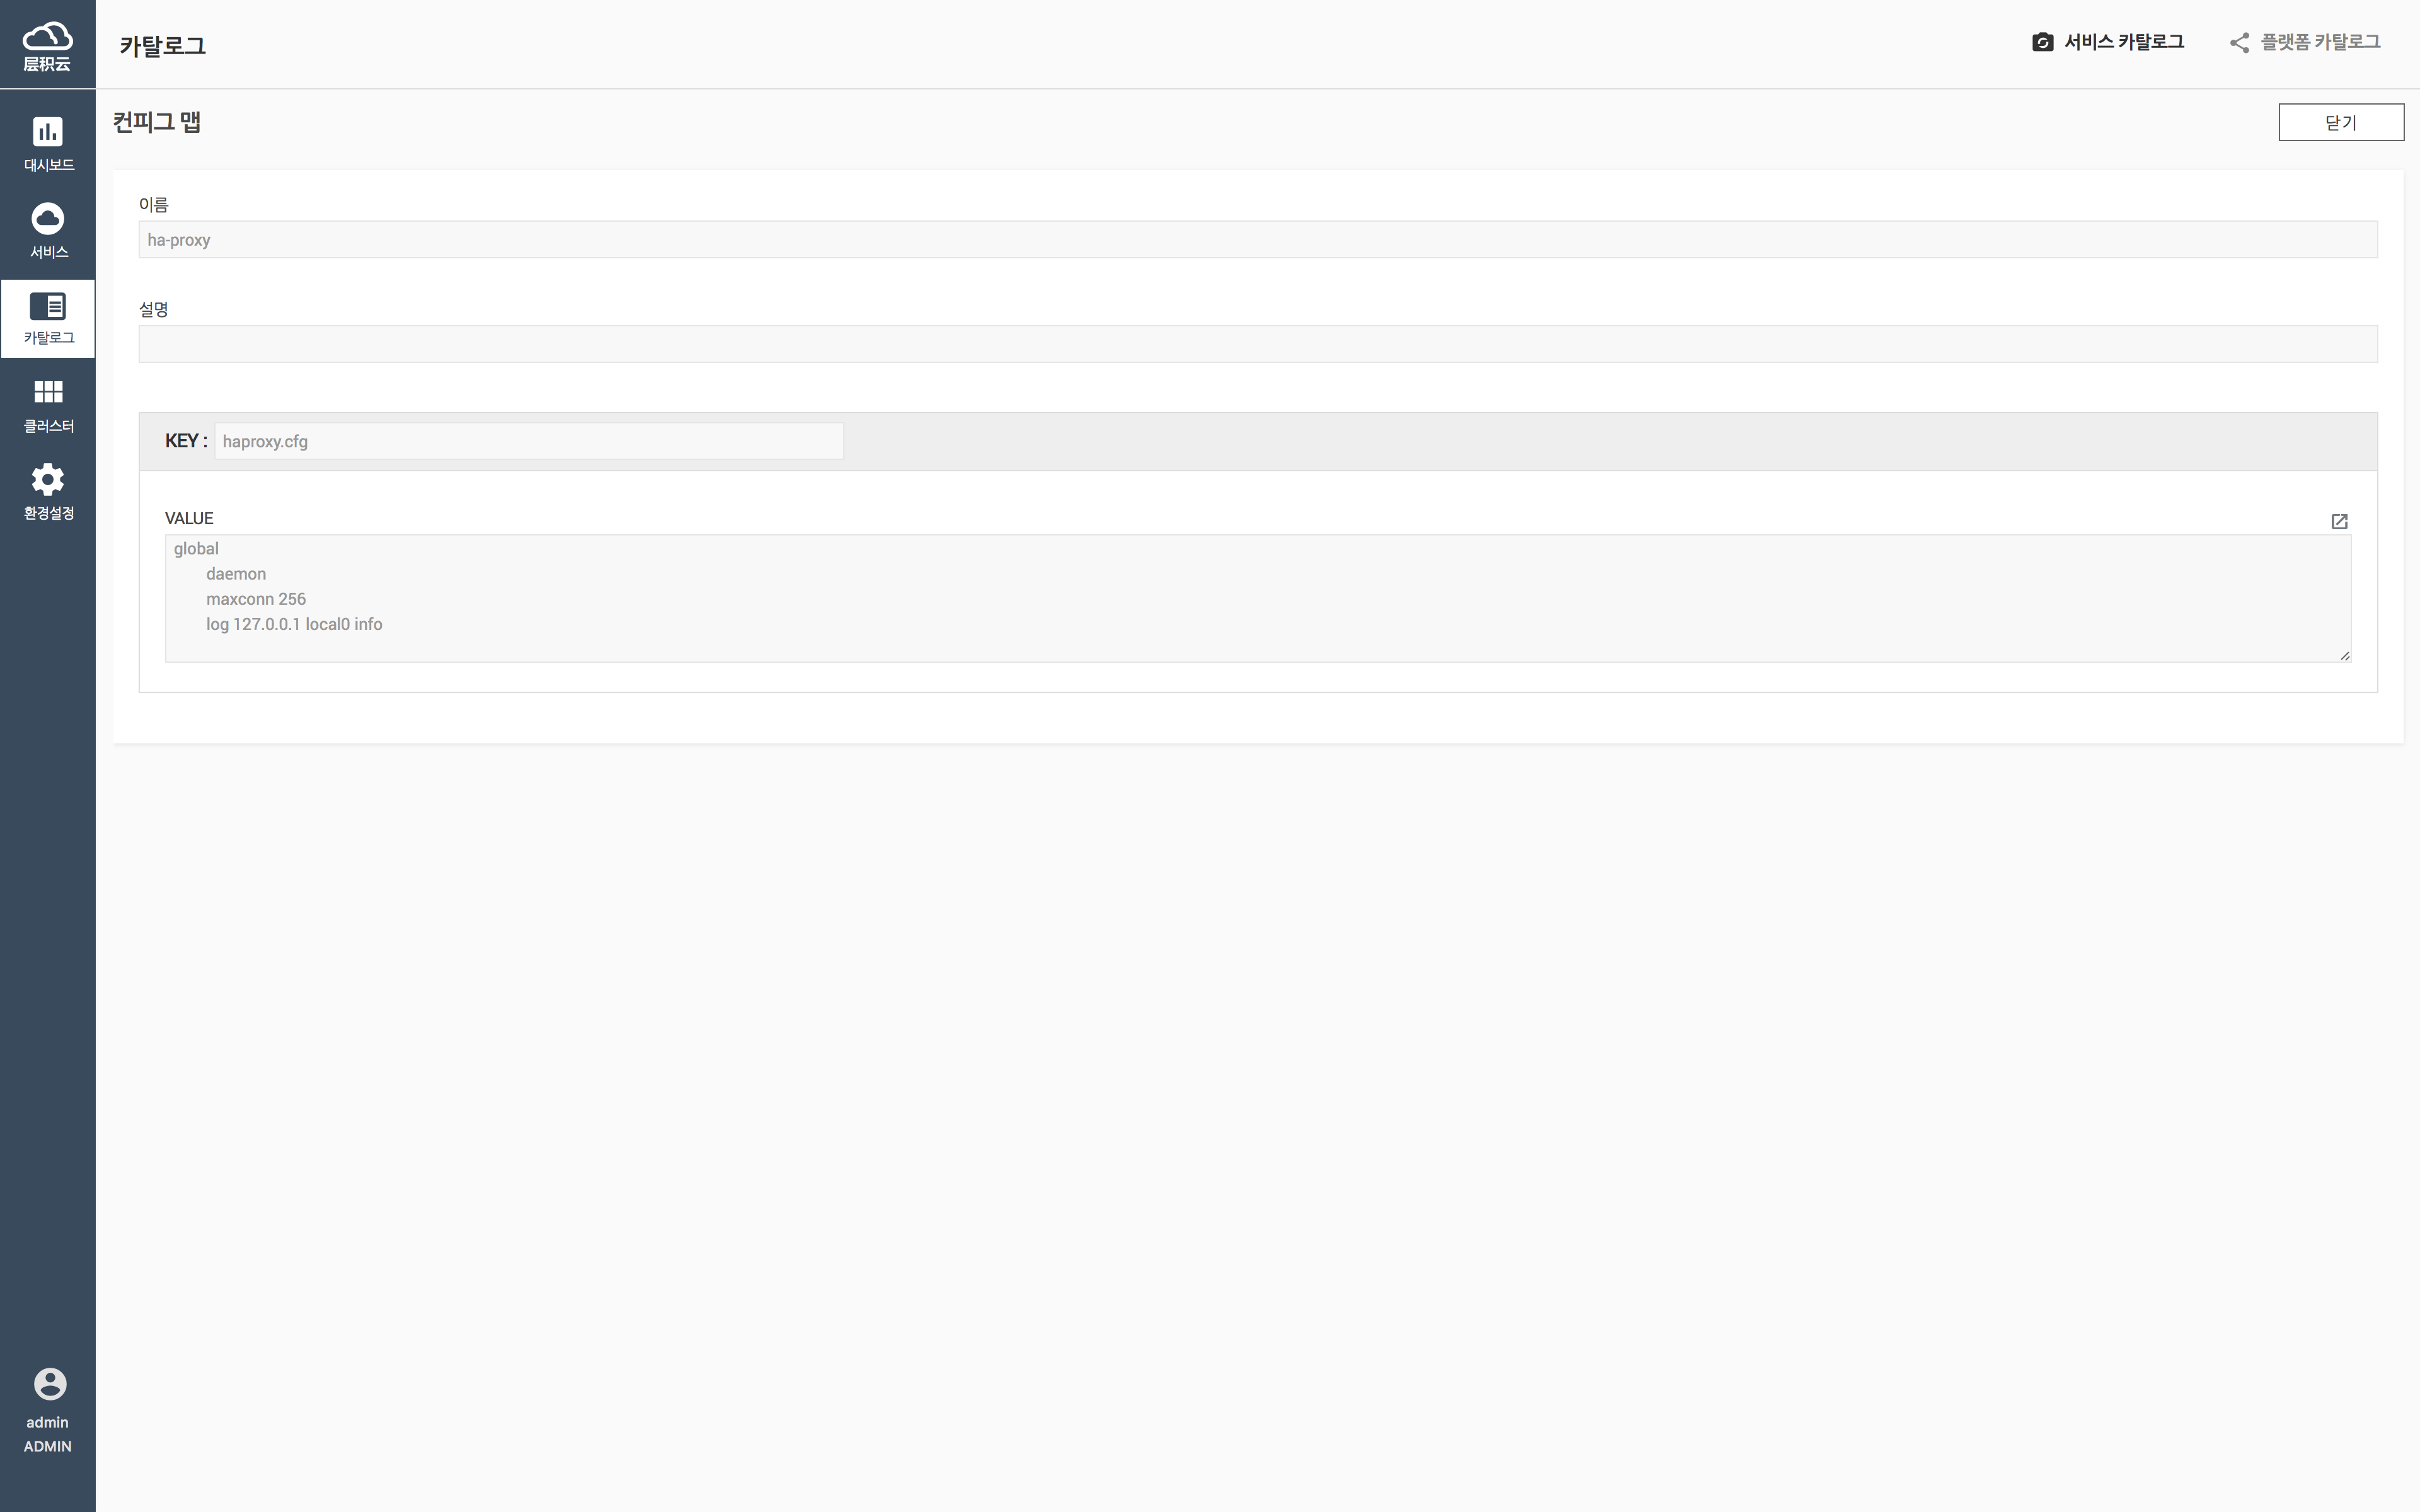 层积云
카탈로그
서비스 카탈로그
플랫폼 카탈로그
대시보드
서비스
카탈로그
클러스터
환경설정
admin
ADMIN
컨피그 맵
닫기
이름
ha-proxy
설명
KEY :
haproxy.cfg
VALUE
global
daemon
maxconn 256
log 127.0.0.1 local0 info